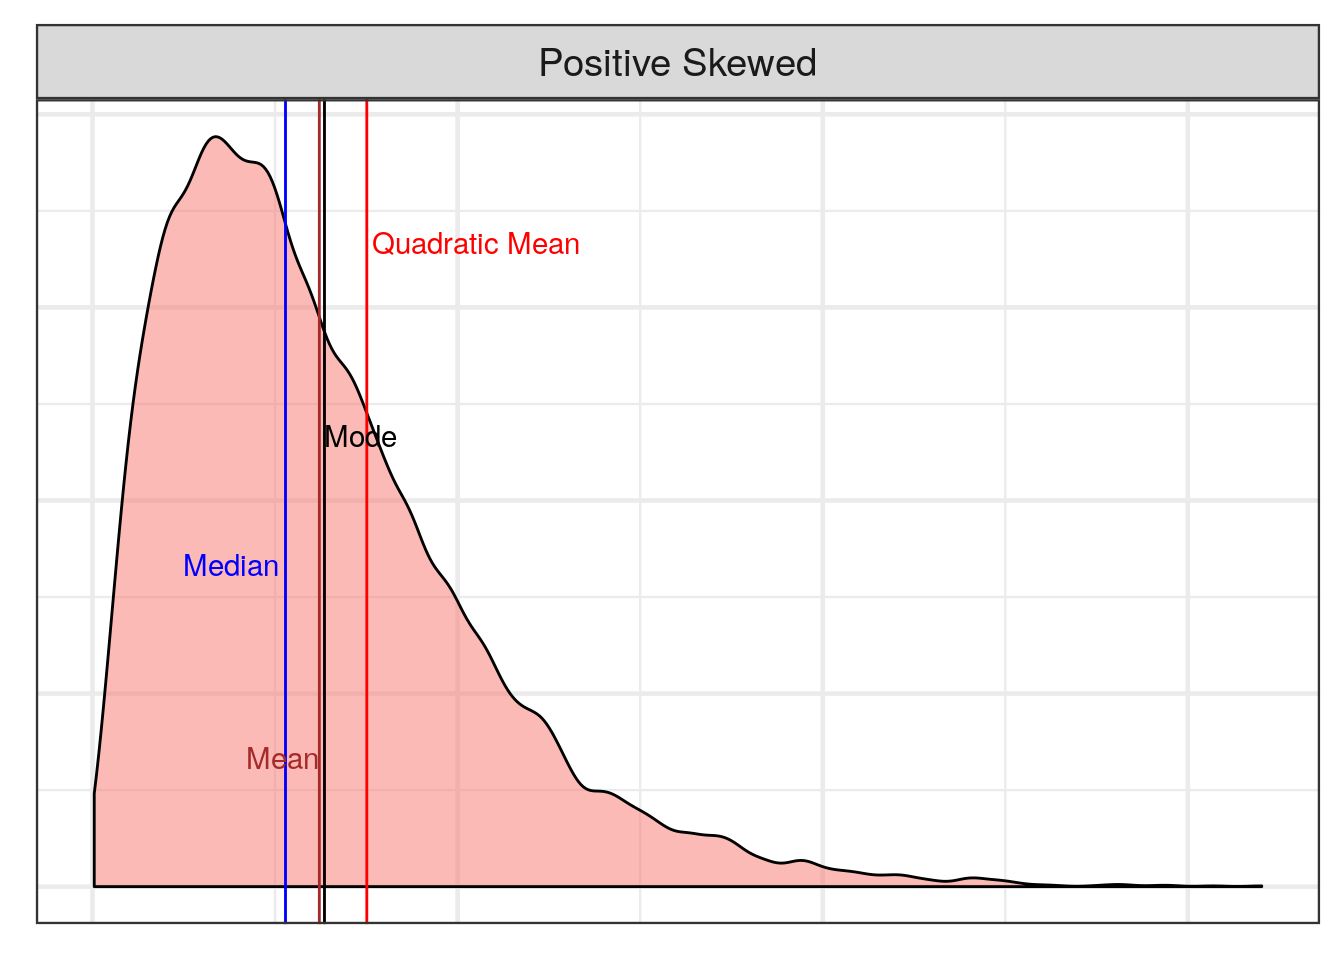 Positive Skewed
Quadratic Mean
Mode
Median
Mean